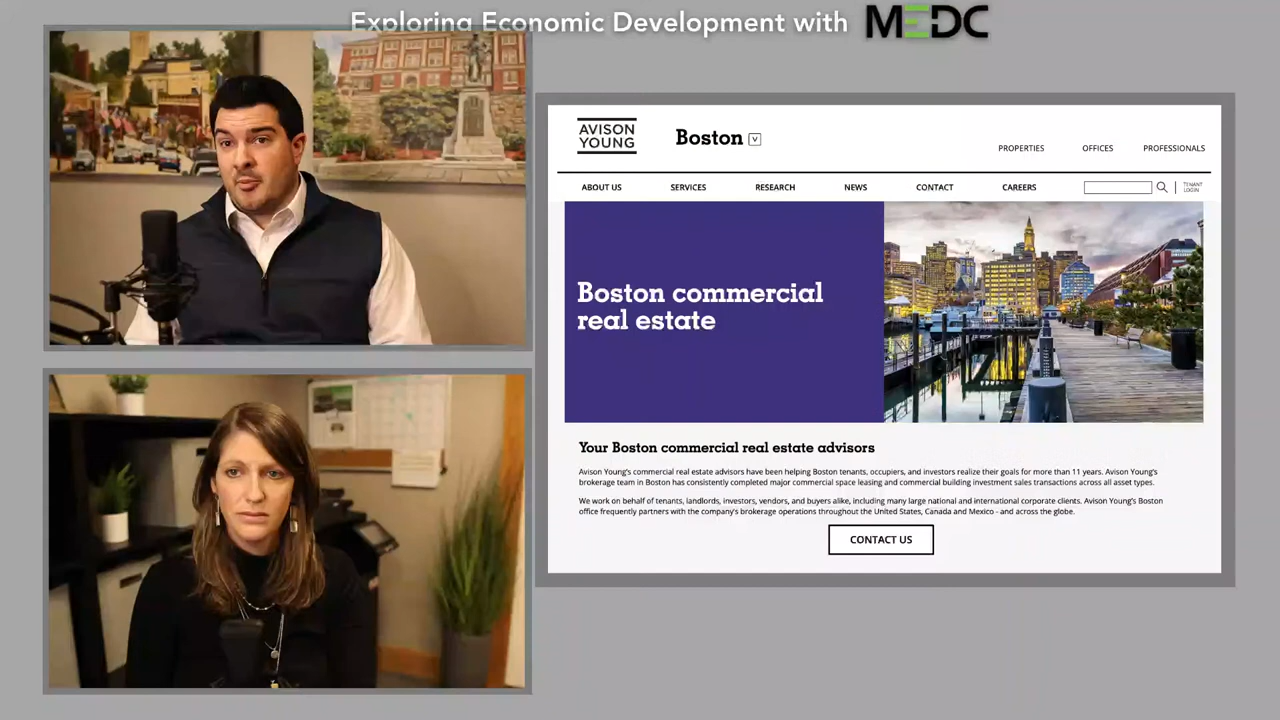 Exploring Economic Development with MEDC
AVISON
YOUNG
Boston
PROPERTIES OFFICES PROFESSIONALS
ABOUT US SERVICES RESEARCH NEWS CONTACT CAREERS
TENANT
LOGIN
Boston commercial
real estate
Your Boston commercial real estate advisors
Avison Young's commercial real estate advisors have been helping Boston tenants, occupiers, and investors realize their goals for more than 11 years. Avison Young's
brokerage team in Boston has consistently completed major commercial space leasing and commercial building investment sales transactions across all asset types.
We work on behalf of tenants, landlords, investors, vendors, and buyers alike, including many large national and international corporate clients. Avison Young's Boston
office frequently partners with the company's brokerage operations throughout the United States, Canada and Mexico - and across the globe.
CONTACT US